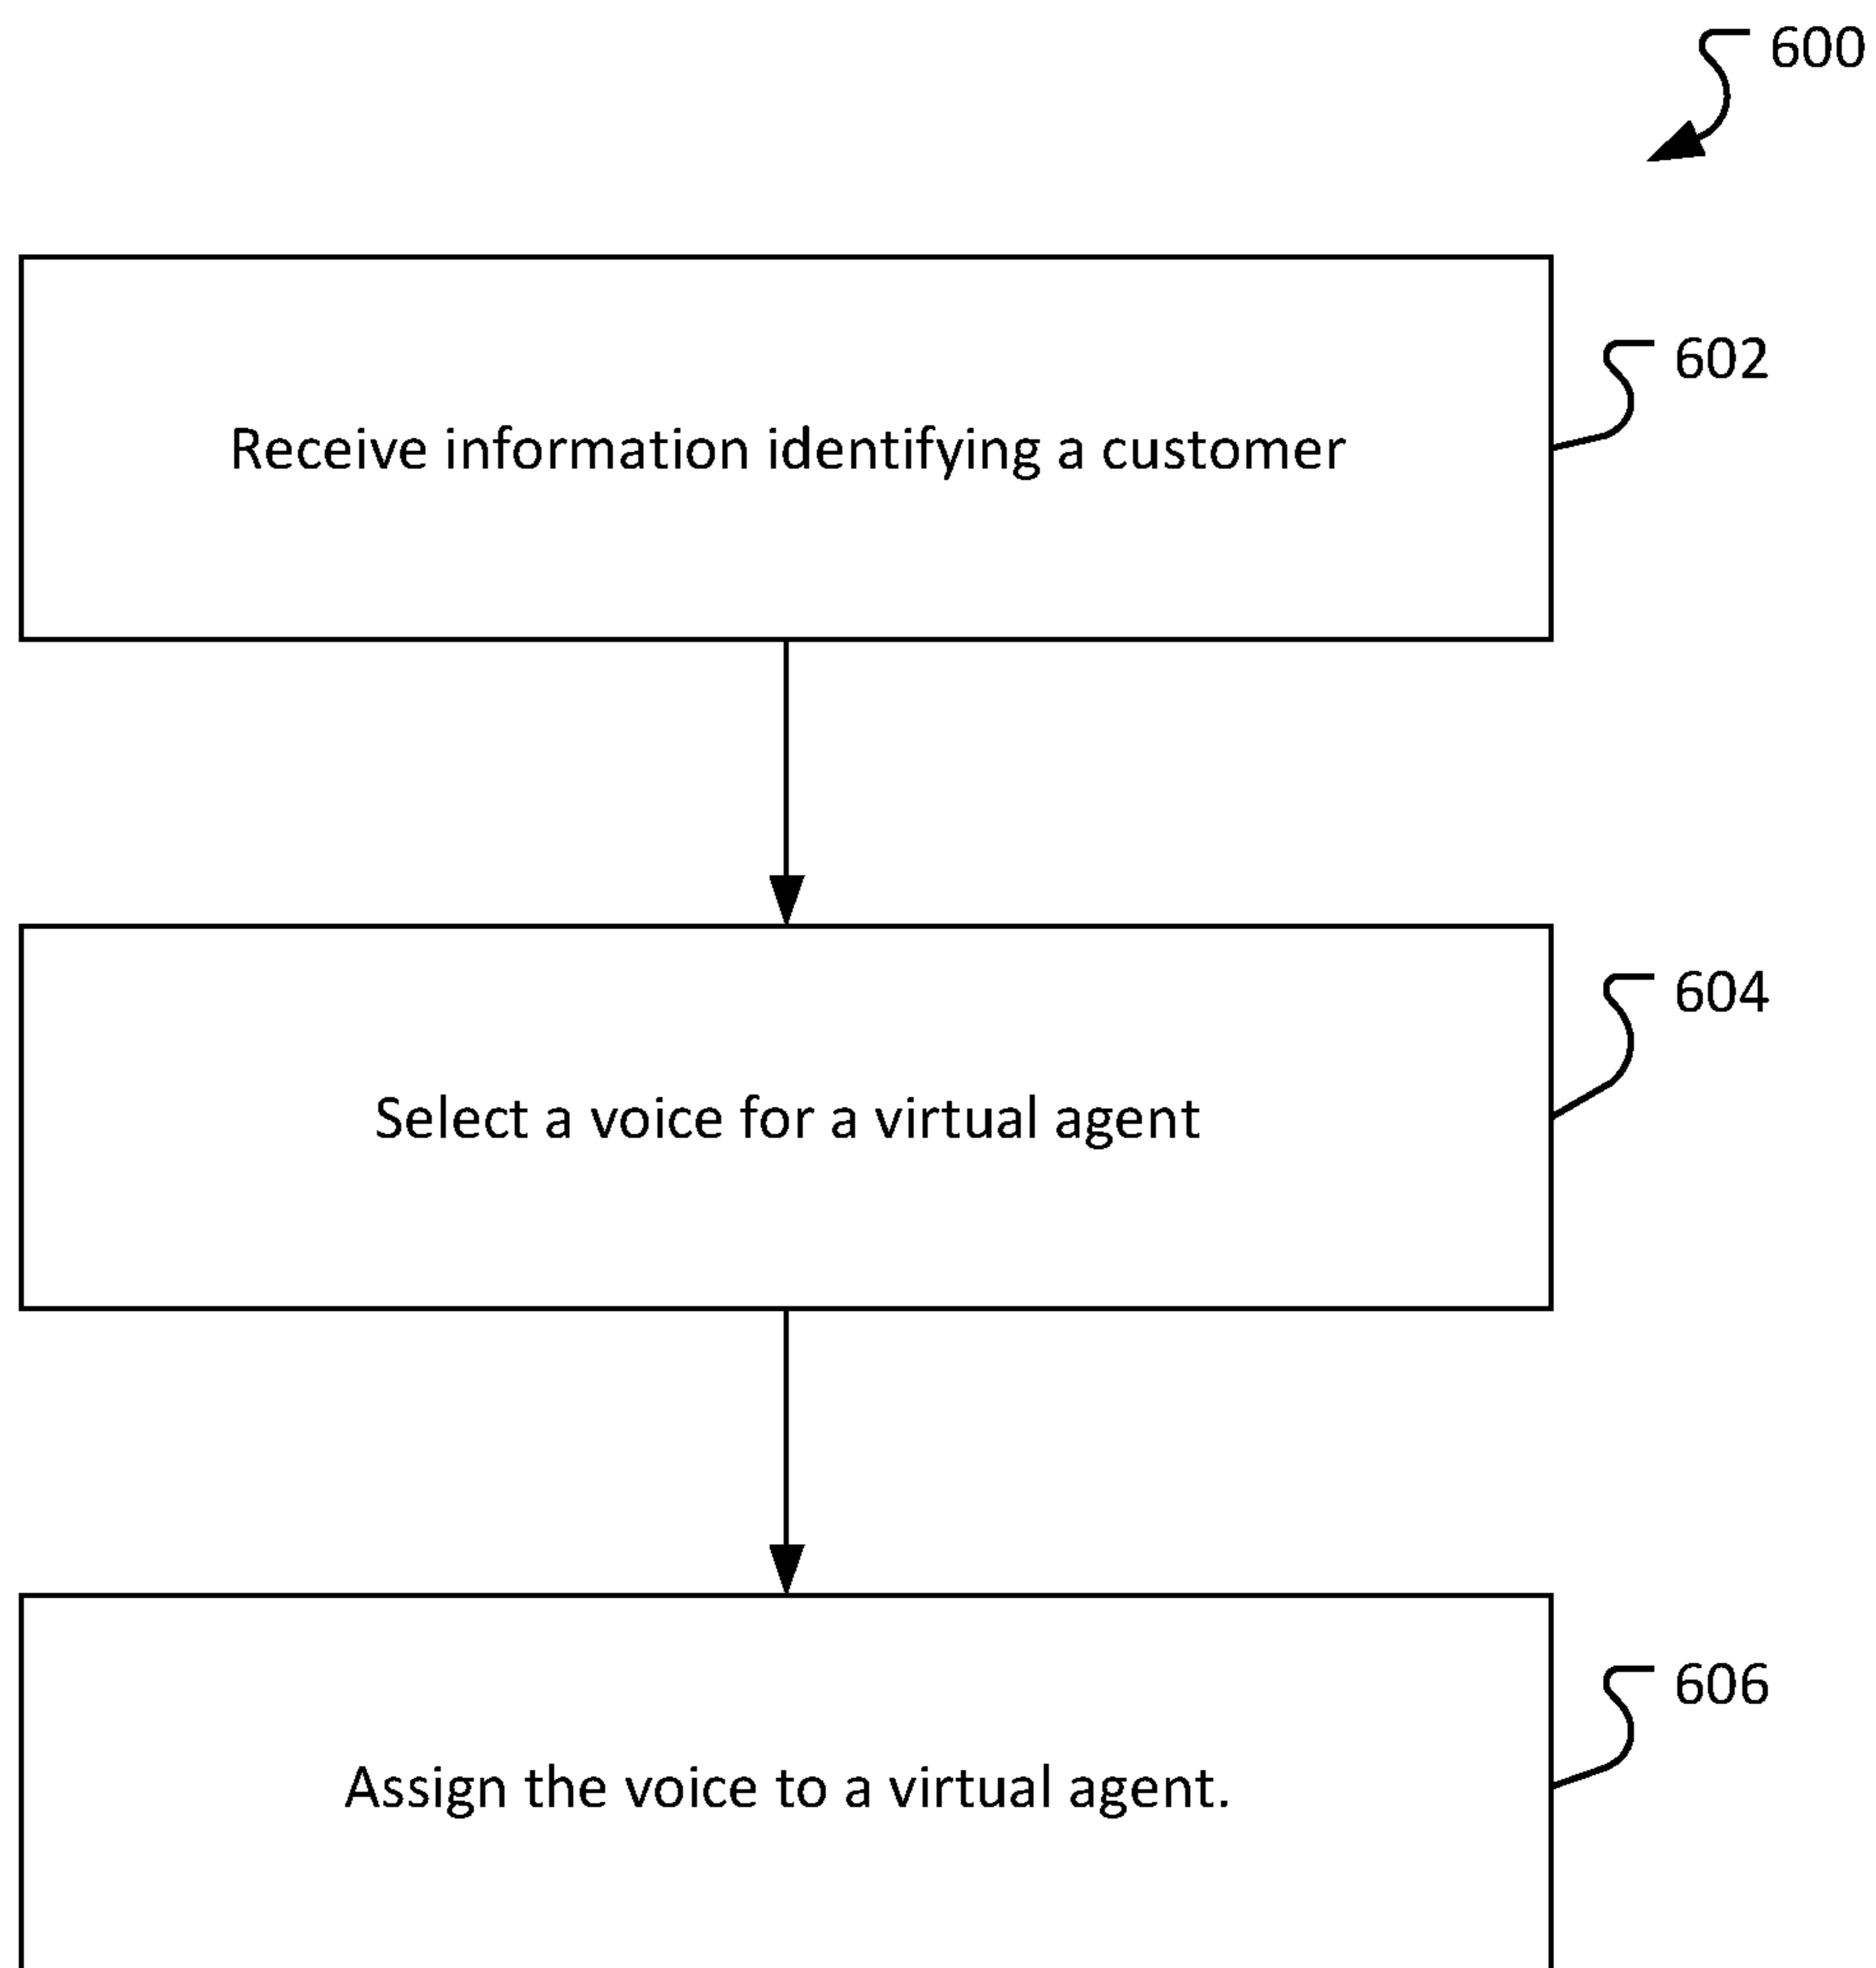 600
602
Receive information identifying a customer
604
Select a voice for a virtual agent
606
Assign the voice to a virtual agent.